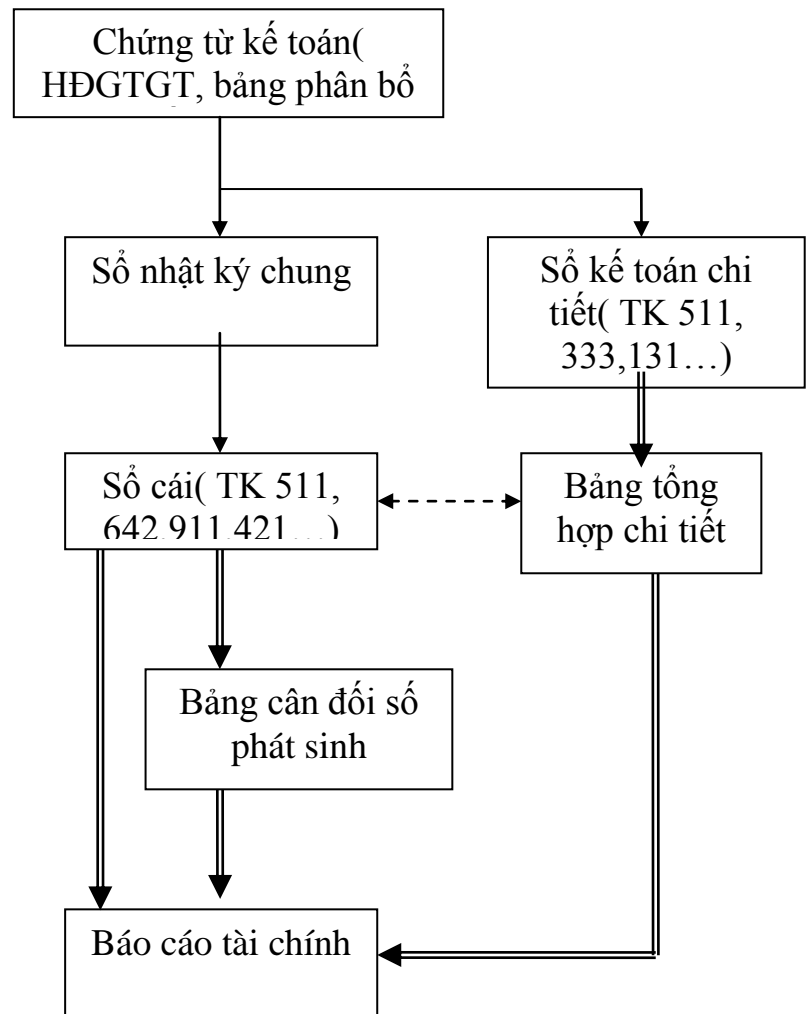 Chứng từ kế toán(
HĐGTGT, bảng phân bổ
Sổ nhật ký chung
Sổ kế toán chi
tiết( TK 511,
333,131…)
Sổ cái( TK 511,
642.911.421…)
Bảng tổng
hợp chi tiết
Bảng cân đối số
phát sinh
Báo cáo tài chính